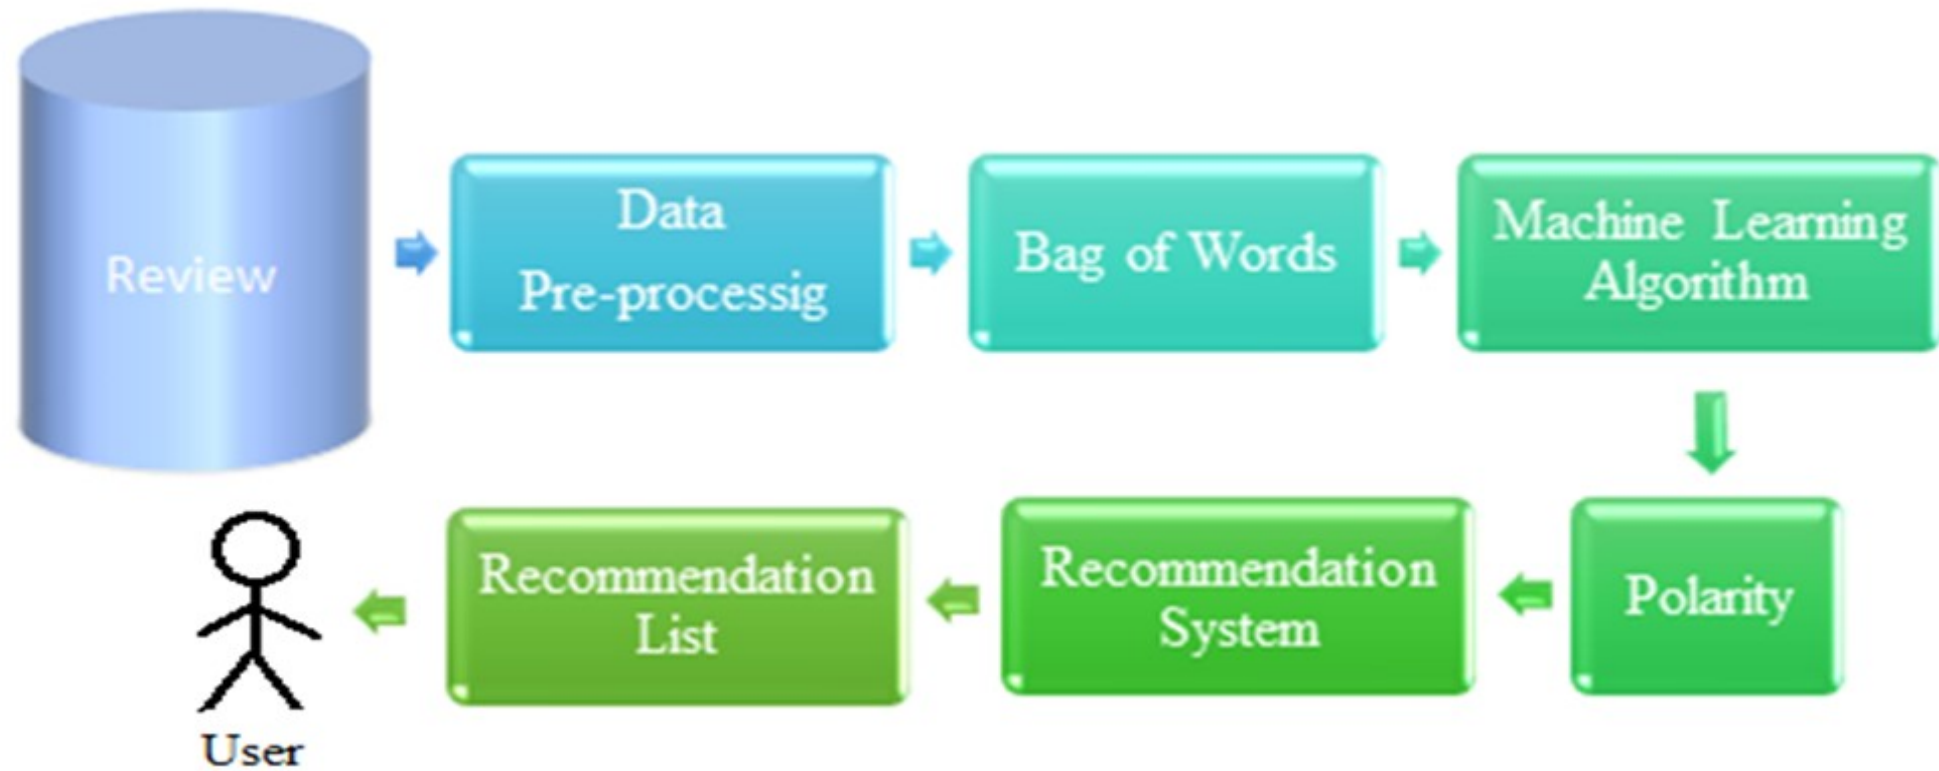 Review
Data
Pre-processig
Bag of Words
Machine Learning
Algorithm
Polarity
Recommendation
System
Recommendation
List
User